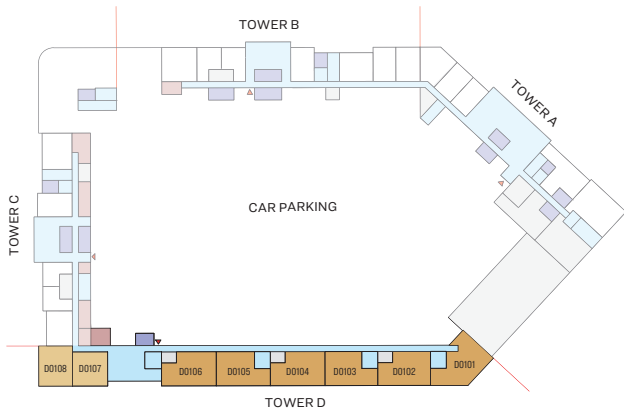 TOWER B
TOWER A
TOWER C
CAR PARKING
D0108
D0107
D0106
D0105
D0104
D0103
D0102
D0101
TOWER D